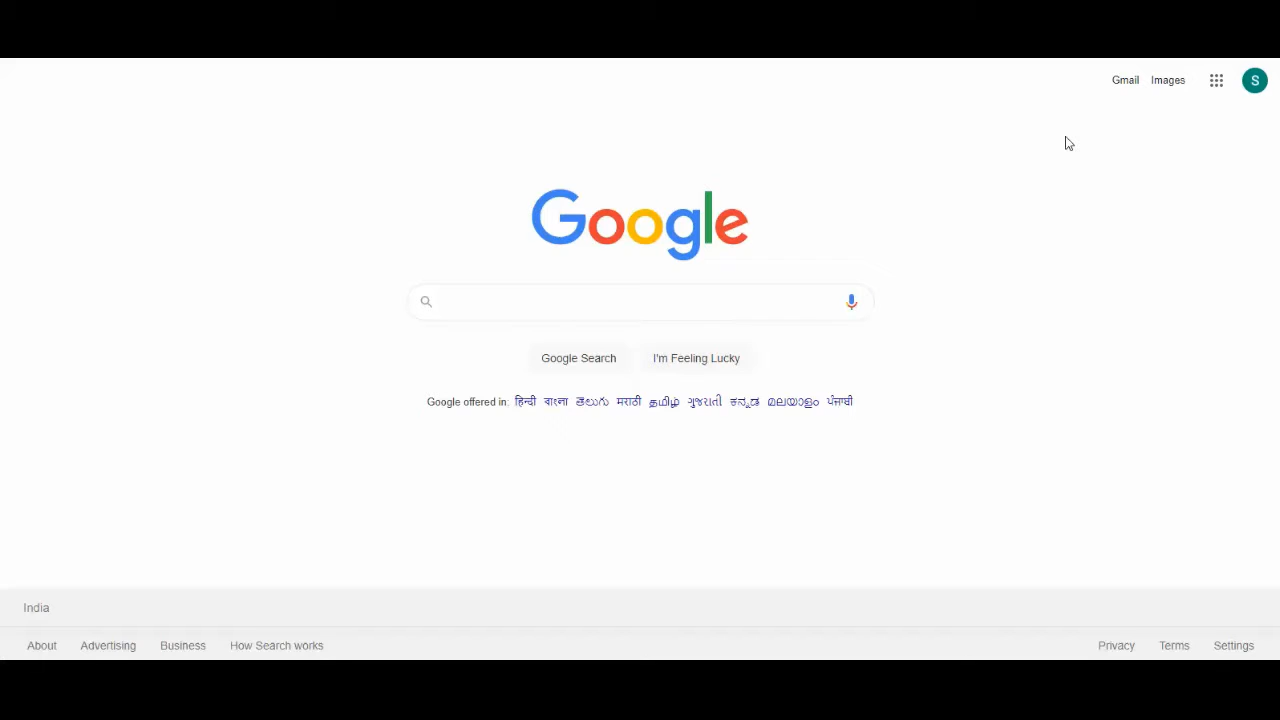 Gmail Images S
Google
Google Search I'm Feeling Lucky
Google offered in: हिन्दी বাংলা తెలుగు मराठी தமிழ் ગુજરાતી ಕನ್ನಡ മലയാളം ਪੰਜਾਬੀ
India
About Advertising Business How Search works Privacy Terms Settings